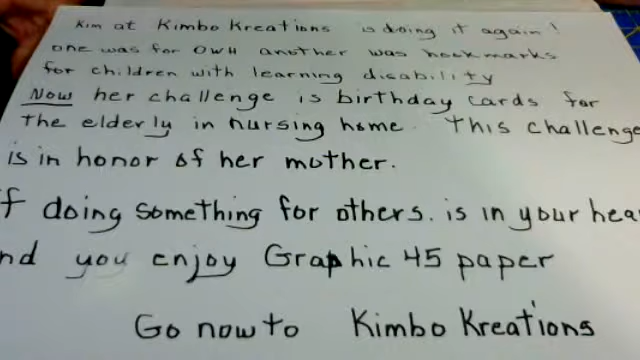 Kim at Kimbo Kreations is doing it again!
one was for OWH another was bookmarks
for children with learning disability
Now her challenge is birthday cards for
the elderly in nursing home. This challenge
is in honor of her mother.
f doing something for others. is in your hea
nd you enjoy Graphic 45 paper
Go now to Kimbo Kreations